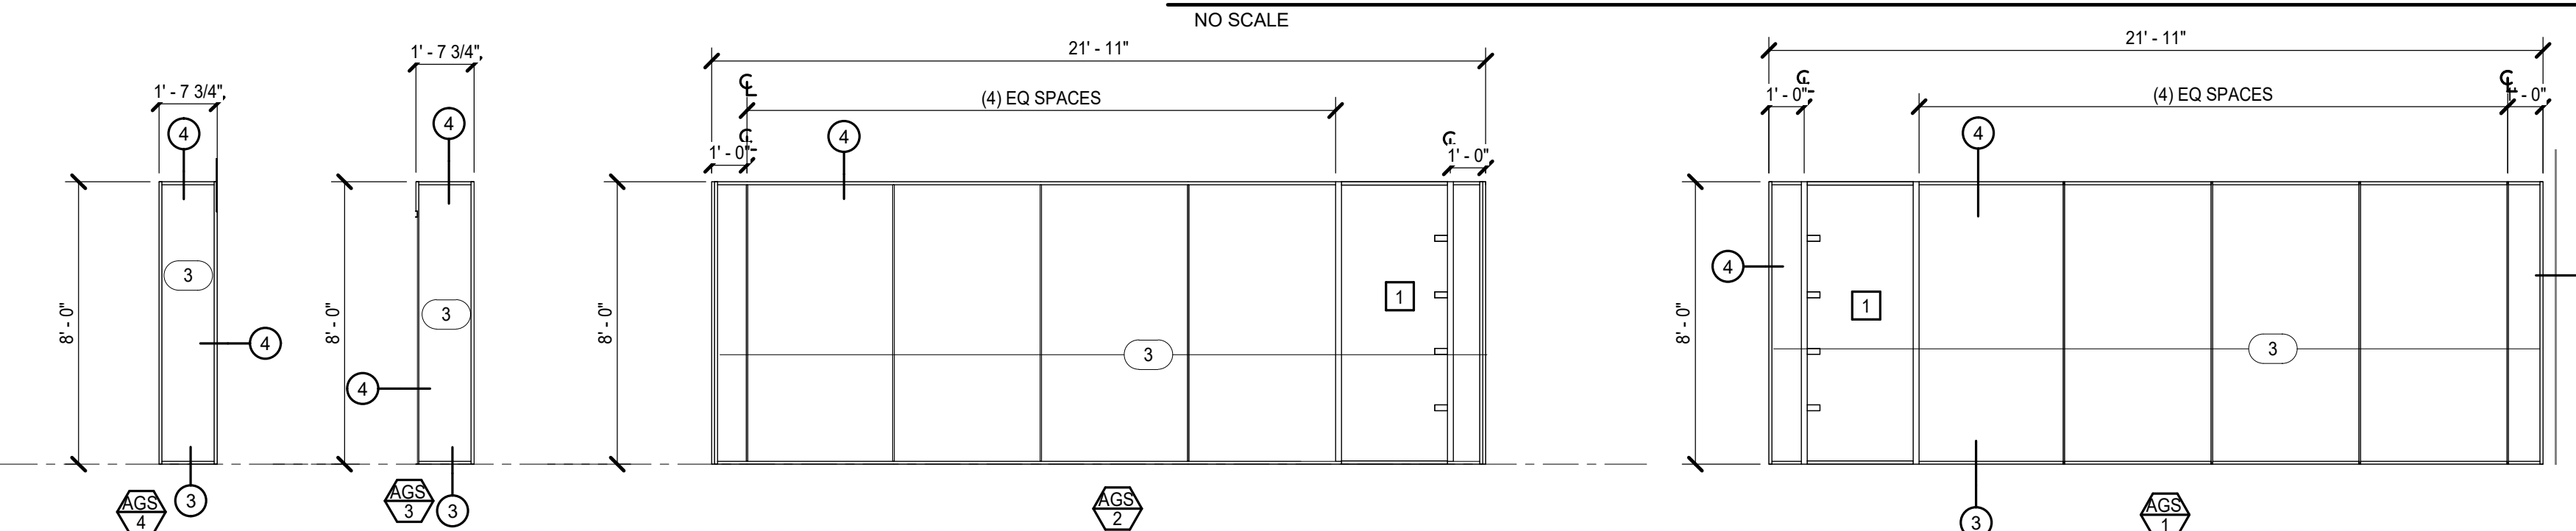 NO SCALE
1' - 7 3/4"
4
3
4
8' - 0"
3
AGS
4
1' - 7 3/4"
4
3
4
8' - 0"
3
AGS
3
21' - 11"
(4) EQ SPACES
1' - 0"
4
1' - 0"
1
3
8' - 0"
AGS
2
21' - 11"
1' - 0"
(4) EQ SPACES
1' - 0"
4
4
1
3
8' - 0"
3
AGS
1